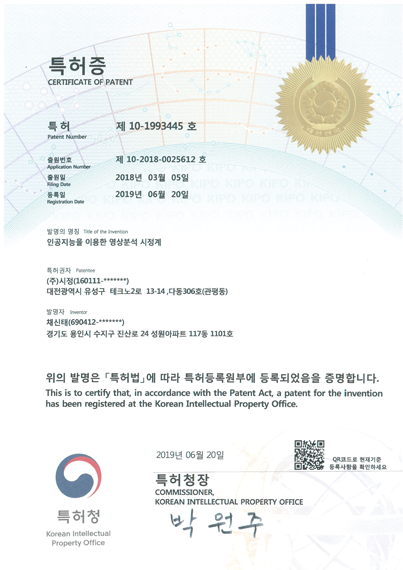 특허증
CERTIFICATE OF PATENT
특 허 제 10-1993445 호
Patent Number
출원번호 제 10-2018-0025612 호
Application Number
출원일 2018년 03월 05일
Filing Date
등록일 2019년 06월 20일
Registration Date
발명의 명칭 Title of the Invention
인공지능을 이용한 영상분석 시정계
특허권자 Patentee
(주)시정(160111-*******)
대전광역시 유성구 테크노2로 13-14 ,다동306호(관평동)
발명자 Inventor
채신태(690412-*******)
경기도 용인시 수지구 진산로 24 성원아파트 117동 1101호
위의 발명은 「특허법」에 따라 특허등록원부에 등록되었음을 증명합니다.
This is to certify that, in accordance with the Patent Act, a patent for the invention
has been registered at the Korean Intellectual Property Office.
2019년 06월 20일
QR코드로 현재기준
등록사항을 확인하세요
특허청장
COMMISSIONER,
KOREAN INTELLECTUAL PROPERTY OFFICE
박원주
특허청
Korean Intellectual
Property Office